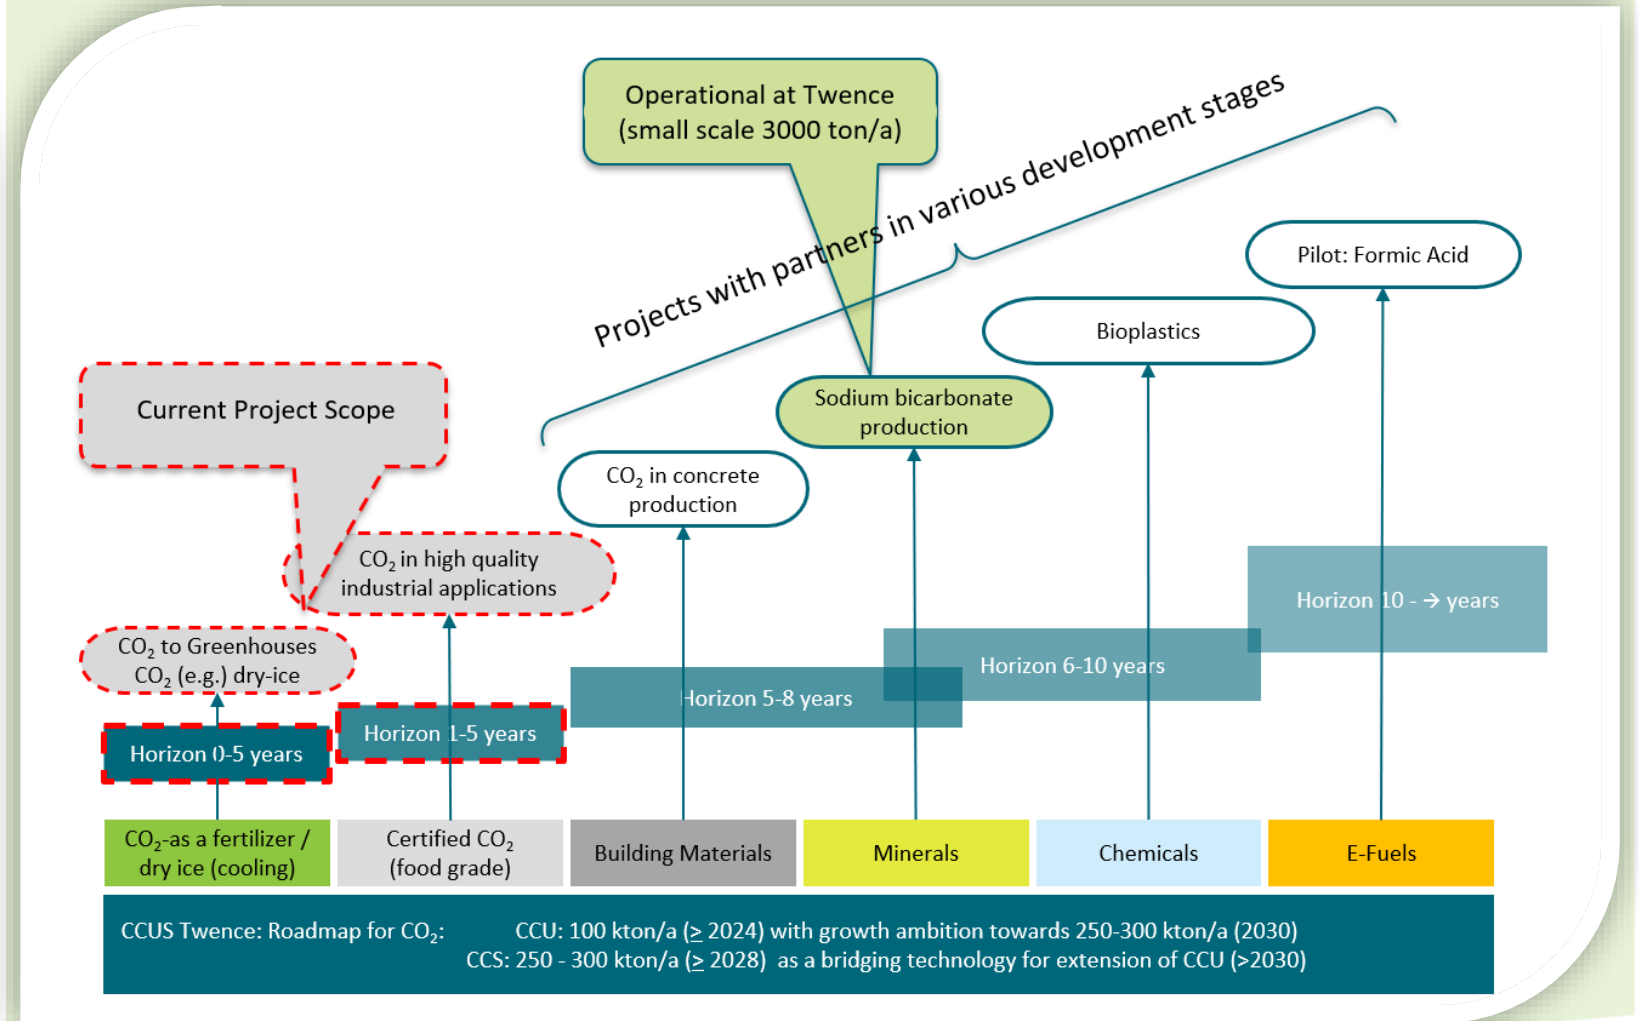 Operational at Twence
(small scale 3000 ton/a)
Projects with partners in various development stages
Pilot: Formic Acid
Bioplastics
Current Project Scope
Sodium bicarbonate
production
CO₂ in concrete
production
CO₂ in high quality
industrial applications
CO₂ to Greenhouses
CO₂ (e.g.) dry-ice
Horizon 10 - → years
Horizon 6-10 years
Horizon 5-8 years
Horizon 1-5 years
Horizon 0-5 years
CO₂-as a fertilizer /
dry ice (cooling)
Certified CO₂
(food grade)
Building Materials
Minerals
Chemicals
E-Fuels
CCUS Twence: Roadmap for CO₂: CCU: 100 kton/a (≥ 2024) with growth ambition towards 250-300 kton/a (2030)
CCS: 250 - 300 kton/a (≥ 2028) as a bridging technology for extension of CCU (>2030)